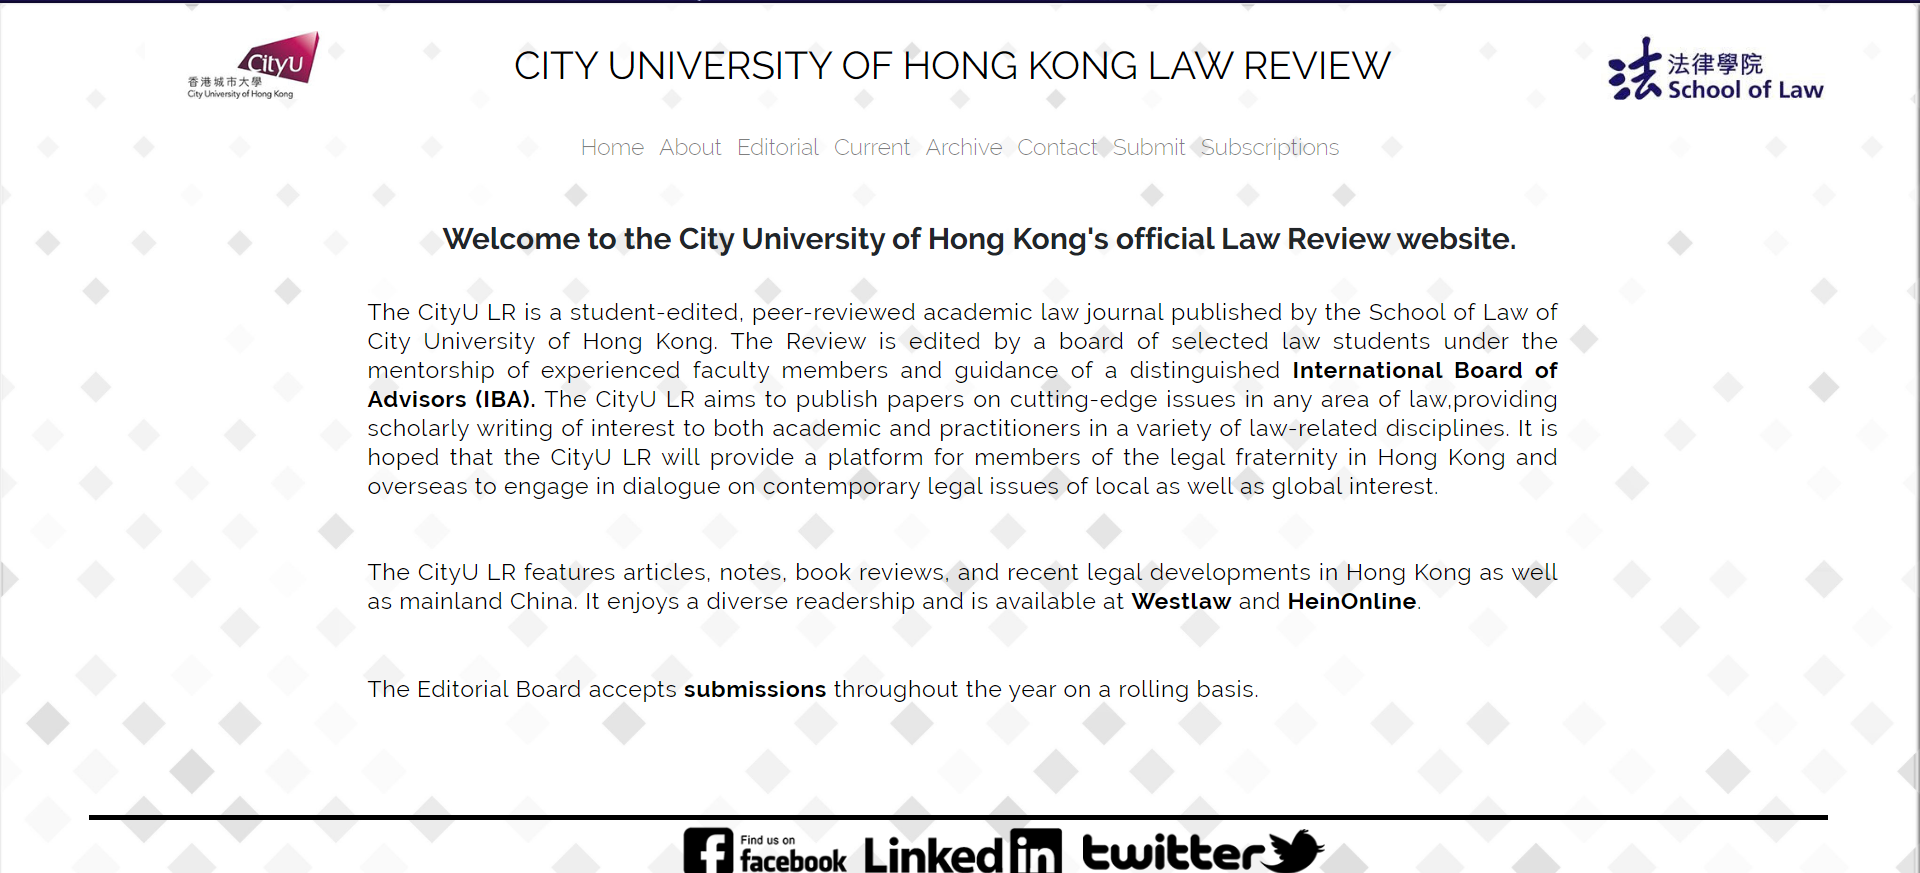 CityU
香港城市大學
City University of Hong Kong
CITY UNIVERSITY OF HONG KONG LAW REVIEW
法 法律學院
School of Law
Home About Editorial Current Archive Contact Submit Subscriptions
Welcome to the City University of Hong Kong's official Law Review website.
The CityU LR is a student-edited, peer-reviewed academic law journal published by the School of Law of
City University of Hong Kong. The Review is edited by a board of selected law students under the
mentorship of experienced faculty members and guidance of a distinguished International Board of
Advisors (IBA). The CityU LR aims to publish papers on cutting-edge issues in any area of law,providing
scholarly writing of interest to both academic and practitioners in a variety of law-related disciplines. It is
hoped that the CityU LR will provide a platform for members of the legal fraternity in Hong Kong and
overseas to engage in dialogue on contemporary legal issues of local as well as global interest.
The CityU LR features articles, notes, book reviews, and recent legal developments in Hong Kong as well
as mainland China. It enjoys a diverse readership and is available at Westlaw and HeinOnline.
The Editorial Board accepts submissions throughout the year on a rolling basis.
Find us on
facebook
Linked in
twitter